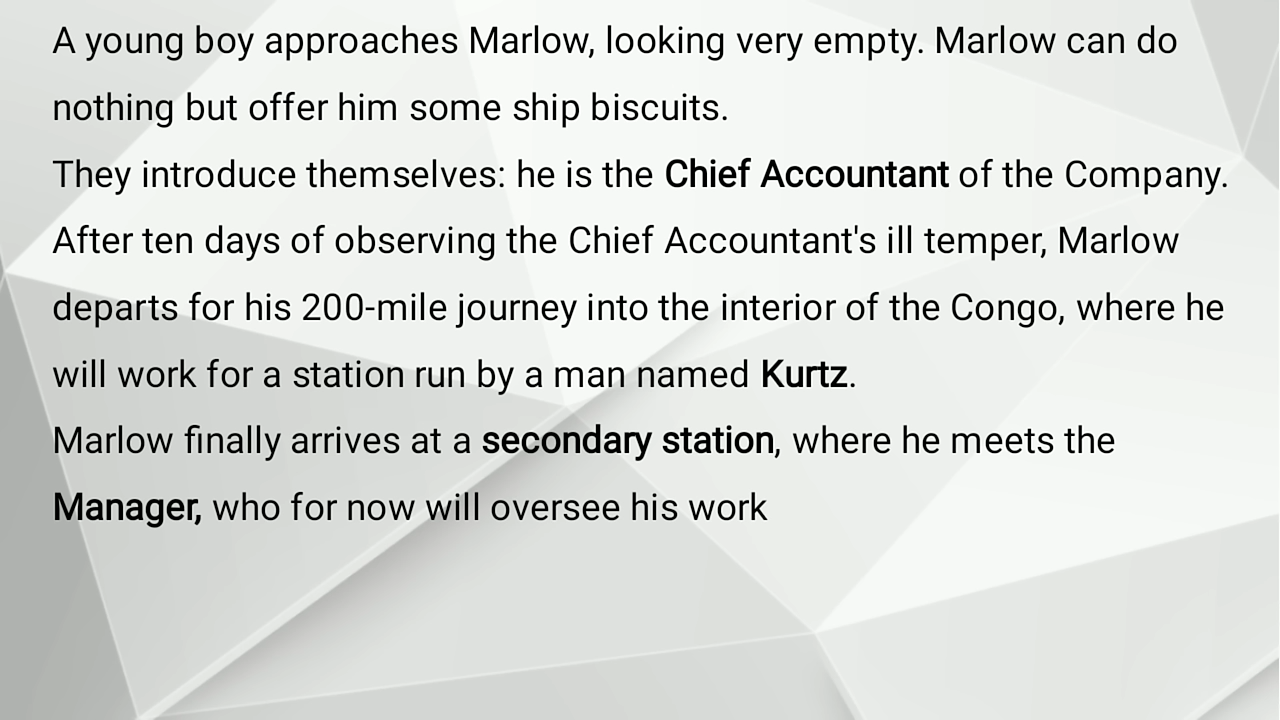 A young boy approaches Marlow, looking very empty. Marlow can do
nothing but offer him some ship biscuits.
They introduce themselves: he is the Chief Accountant of the Company.
After ten days of observing the Chief Accountant's ill temper, Marlow
departs for his 200-mile journey into the interior of the Congo, where he
will work for a station run by a man named Kurtz.
Marlow finally arrives at a secondary station, where he meets the
Manager, who for now will oversee his work